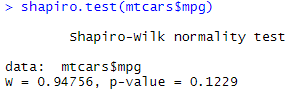 > shapiro.test(mtcars$mpg)
Shapiro-Wilk normality test
data:  mtcars$mpg
W = 0.94756, p-value = 0.1229